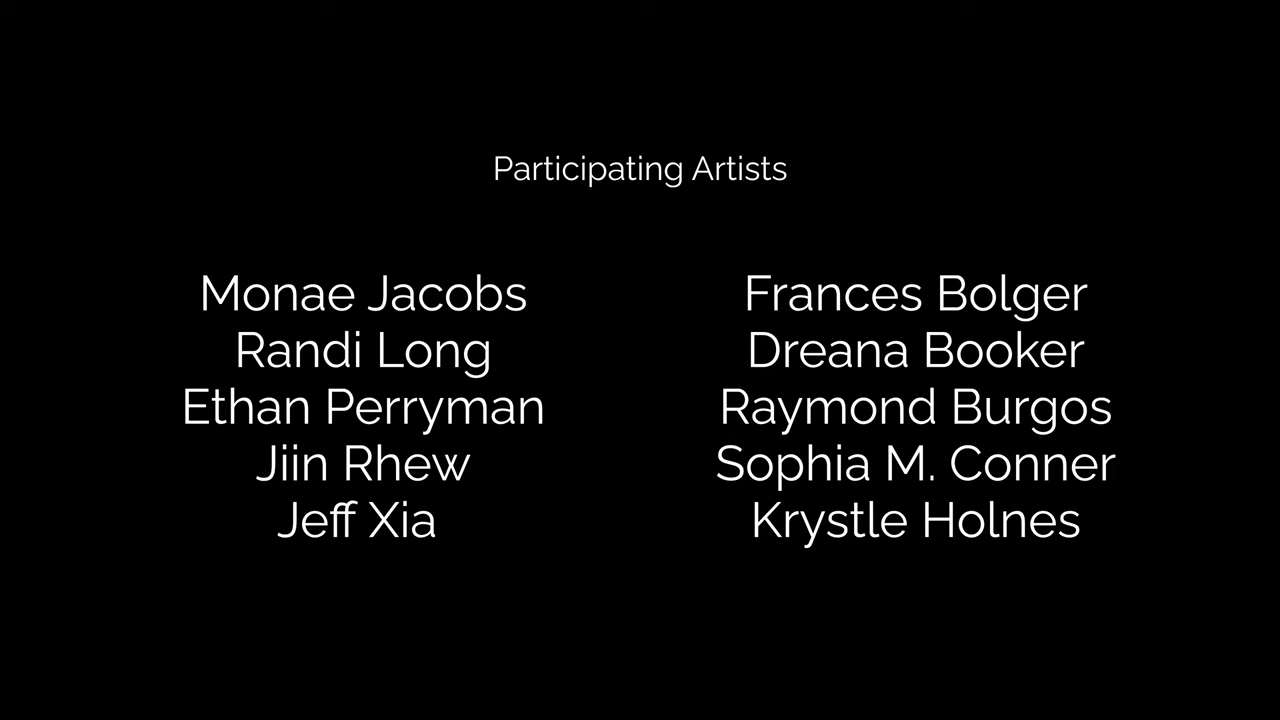 Participating Artists
Monae Jacobs
Randi Long
Ethan Perryman
Jiin Rhew
Jeff Xia
Frances Bolger
Dreana Booker
Raymond Burgos
Sophia M. Conner
Krystle Holnes